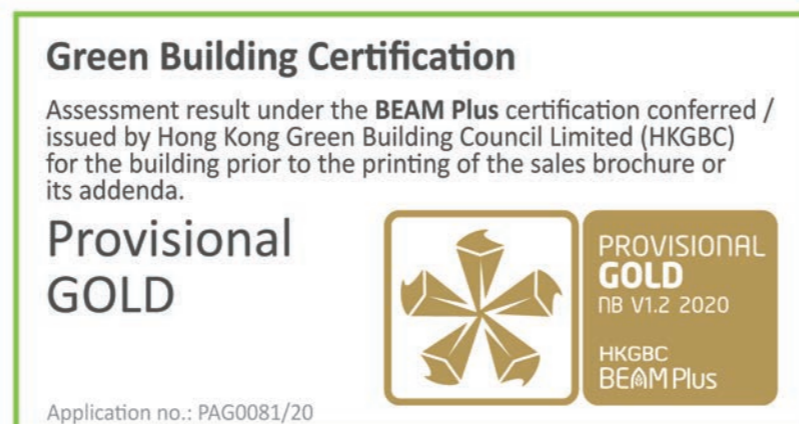 Green Building Certification
Assessment result under the BEAM Plus certification conferred /
issued by Hong Kong Green Building Council Limited (HKGBC)
for the building prior to the printing of the sales brochure or
its addenda.
Provisional
GOLD
PROVISIONAL
GOLD
NB V1.2 2020
HKGBC
BEAM Plus
Application no.: PAG0081/20